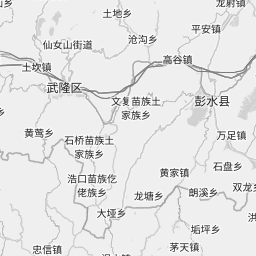 土地乡
龙射镇
沧沟乡
平安镇
仙女山街道
高谷镇
土坎镇
武隆区
文复苗族土
家族乡
彭水县
黄莺乡
石桥苗族土
家族乡
万足镇
石盘乡
浩口苗族仡
佬族乡
黄家镇
龙塘乡
朗溪乡
双龙乡
大垭乡
洪
垢坪乡
忠信镇
茅天镇